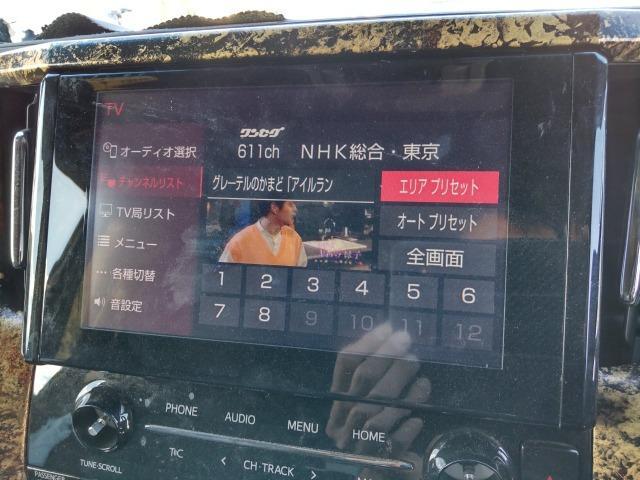 TV
ワンセグ
オーディオ選択
611ch NHK総合・東京
チャンネルリスト
グレーテルのかまど「アイルラン
エリア プリセット
TV局リスト
オート プリセット
メニュー
全画面
各種切替
1 2 3 4 5 6
音設定
7 8 9 10 11 12
PHONE AUDIO MENU HOME
TUNE·SCROLL
T/C
< CH·TRACK >
PASSENGER